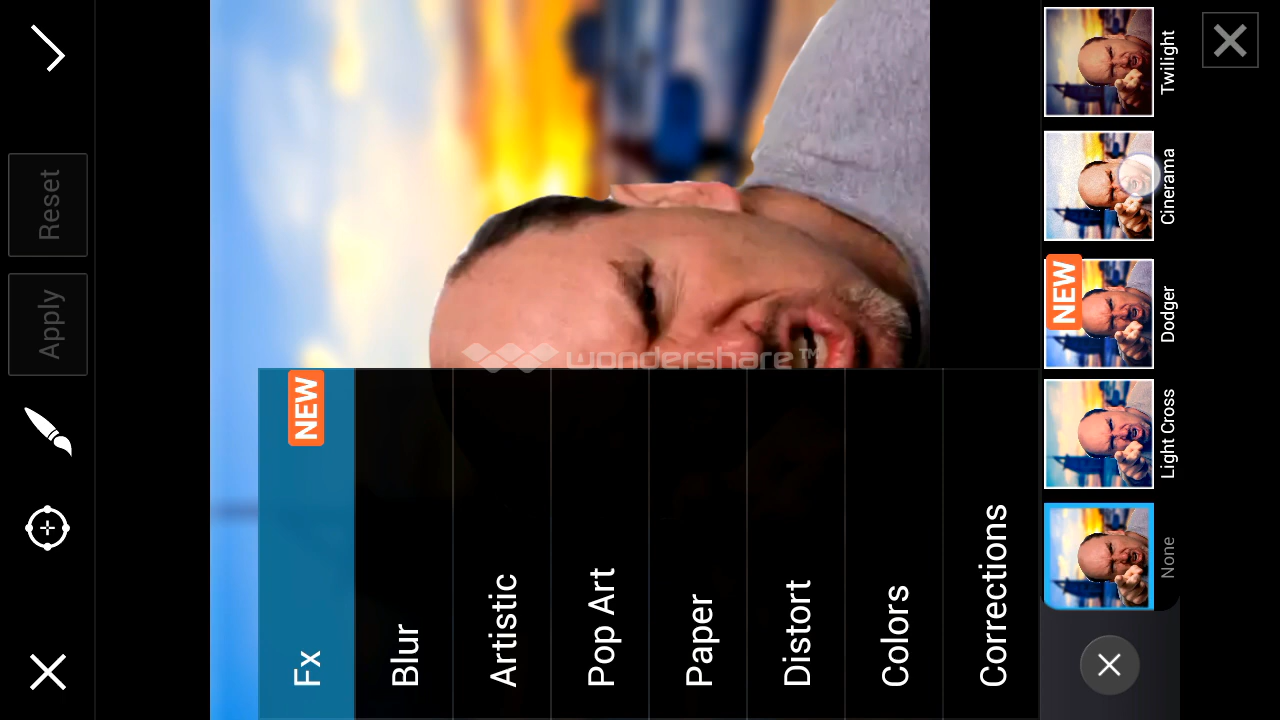 Reset
Apply
wondershare™
NEW
Fx
Blur
Artistic
Pop Art
Paper
Distort
Colors
Corrections
None
Light Cross
NEW
Dodger
Cinerama
Twilight